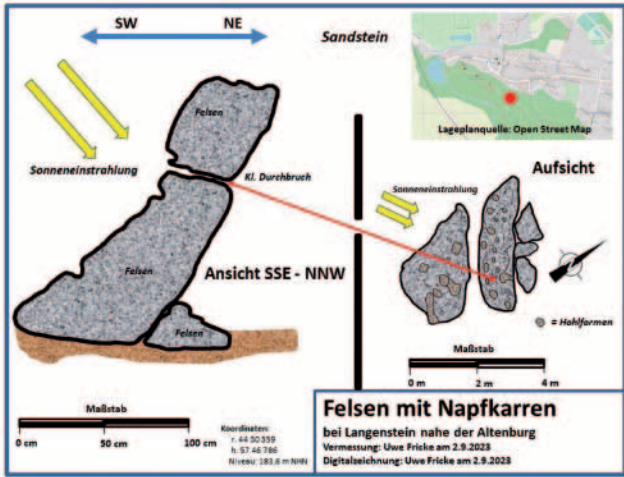 SW NE
Sandstein
Felsen
Lageplanquelle: Open Street Map
Sonneneinstrahlung
Kl. Durchbruch
Aufsicht
Sonneneinstrahlung
Felsen
Ansicht SSE - NNW
Felsen
= Hohlformen
Maßstab
0 m 2 m 4 m
Maßstab
0 cm 50 cm 100 cm
Koordinaten:
r. 44 50 359
h. 57 46 786
Niveau: 183,6 m NHN
Felsen mit Napfkarren
bei Langenstein nahe der Altenburg
Vermessung: Uwe Fricke am 2.9.2023
Digitalzeichnung: Uwe Fricke am 2.9.2023